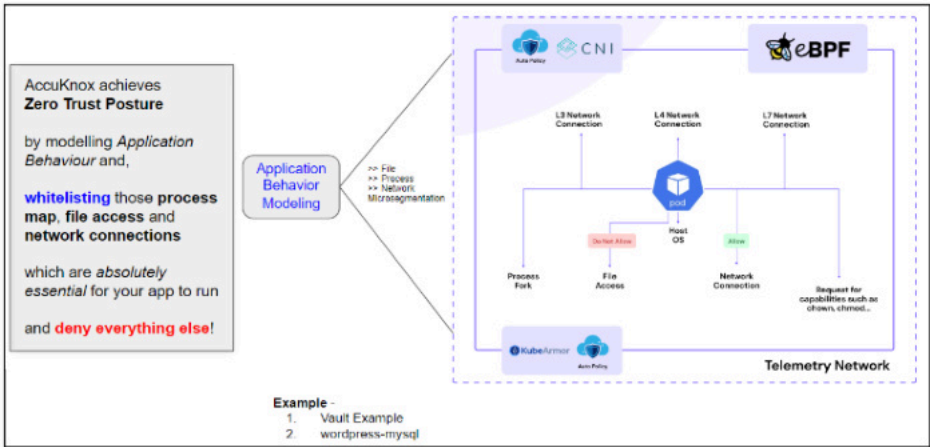 AccuKnox achieves
Zero Trust Posture
by modelling Application
Behaviour and,
whitelisting those process
map, file access and
network connections
which are absolutely
essential for your app to run
and deny everything else!
Application
Behavior
Modeling
>> File
>> Process
>> Network
Microsegmentation
Auto Policy
CNI
eBPF
L3 Network
Connection
L4 Network
Connection
L7 Network
Connection
pod
Do Not Allow
Host
OS
Allow
Process
Fork
File
Access
Network
Connection
Request for
capabilities such as
chown, chmod...
KubeArmor
Auto Policy
Telemetry Network
Example -
1. Vault Example
2. wordpress-mysql